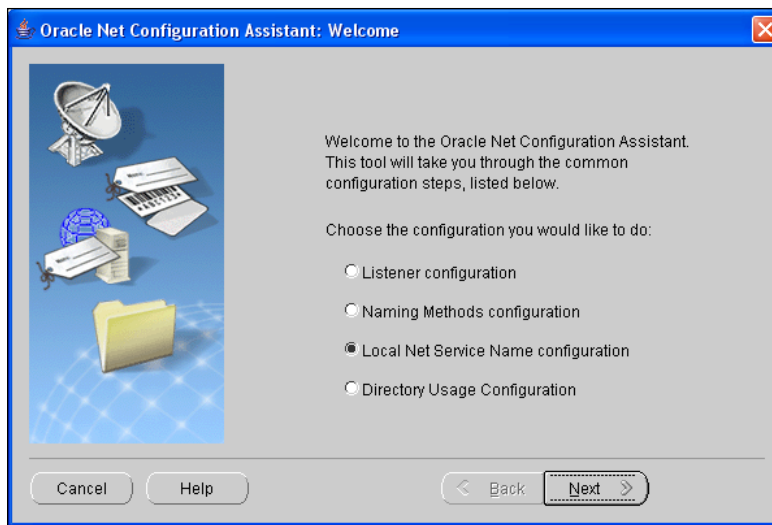 Oracle Net Configuration Assistant: Welcome
Welcome to the Oracle Net Configuration Assistant.
This tool will take you through the common
configuration steps, listed below.
Choose the configuration you would like to do:
Listener configuration
Naming Methods configuration
Local Net Service Name configuration
Directory Usage Configuration
Cancel
Help
Back
Next